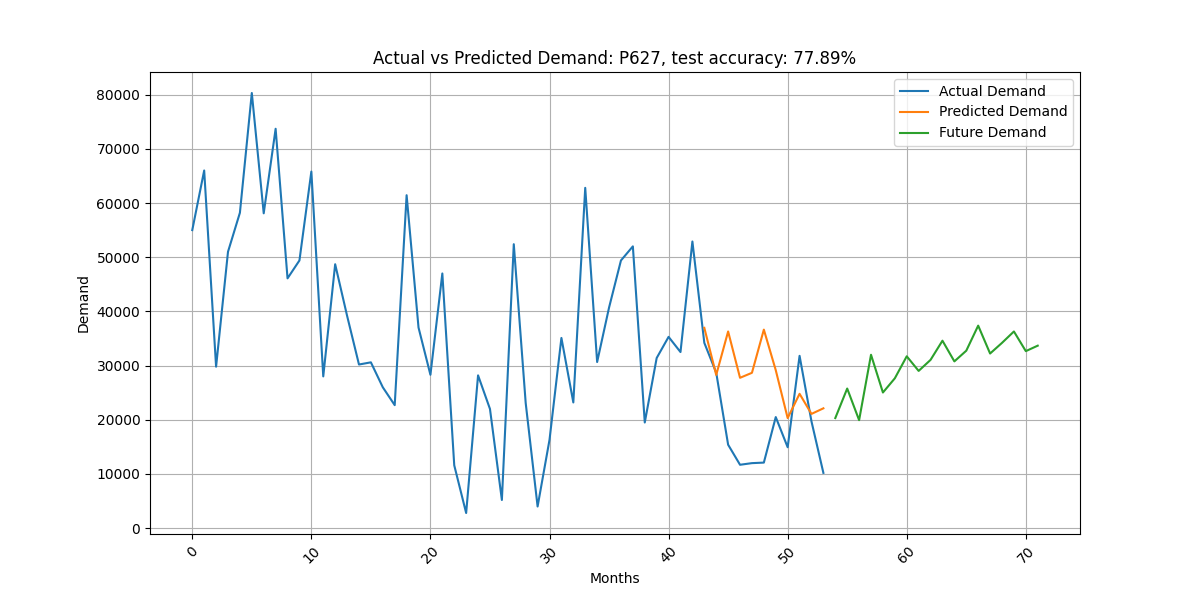 Actual vs Predicted Demand: P627, test accuracy: 77.89%
Actual Demand
Predicted Demand
Future Demand
Demand
80000
70000
60000
50000
40000
30000
20000
10000
0
0 10 20 30 40 50 60 70
Months